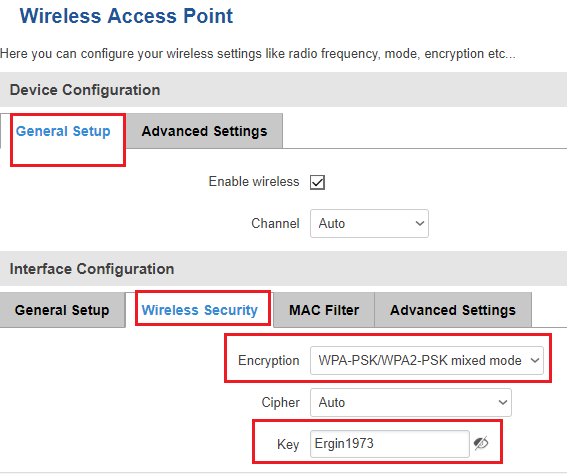 Wireless Access Point
Here you can configure your wireless settings like radio frequency, mode, encryption etc...
Device Configuration
General Setup Advanced Settings
Enable wireless
Channel Auto
Interface Configuration
General Setup Wireless Security MAC Filter Advanced Settings
Encryption WPA-PSK/WPA2-PSK mixed mode
Cipher Auto
Key Ergin1973